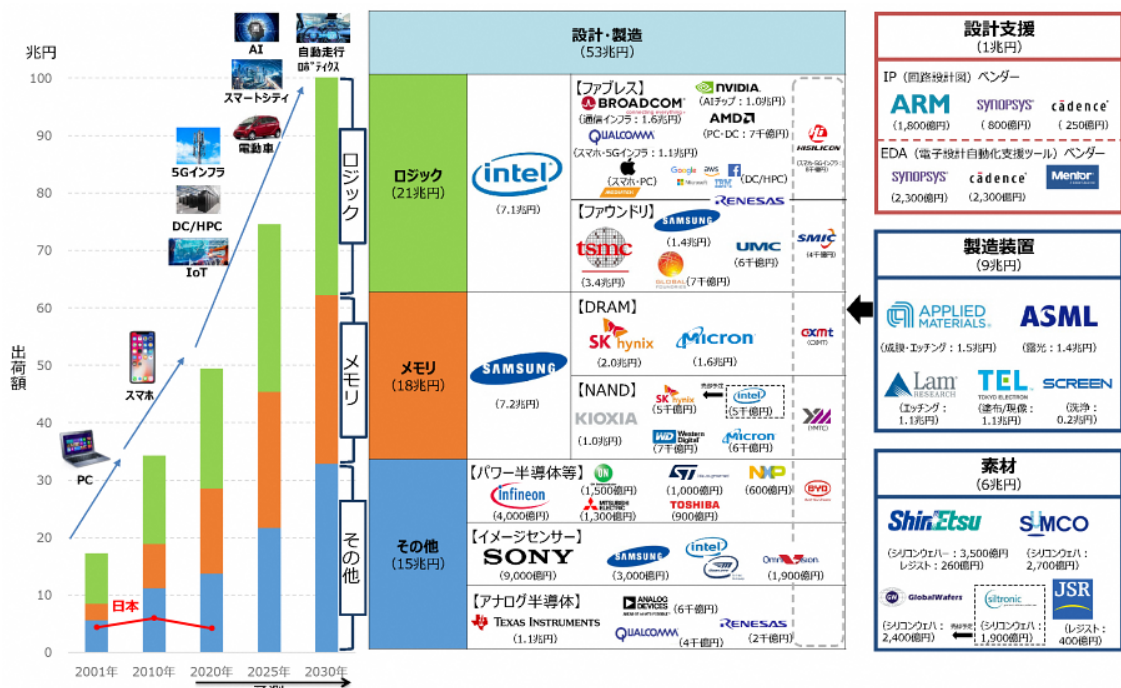 兆円
100
90
80
70
60
50
40
30
20
10
0
出荷額
AI
自動走行
ロボティクス
スマートシティ
電動車
5Gインフラ
DC/HPC
IoT
スマホ
PC
日本
2001年
2010年
2020年
2025年
2030年
ロジック
メモリ
その他
設計・製造
(53兆円)
ロジック
(21兆円)
intel
(7.1兆円)
【ファブレス】
BROADCOM
connecting everything
(通信インフラ：1.6兆円)
NVIDIA
(AIチップ：1.0兆円)
QUALCOMM
AMD
(PC・DC：7千億円)
(スマホ・5Gインフラ：1.1兆円)
HISILICON
(スマホ・PC)
MEDIATEK
Google
aws
Microsoft
(DC/HPC)
RENESAS
【ファウンドリ】
tsmc
(3.4兆円)
SAMSUNG
(1.4兆円)
UMC
(6千億円)
SMIC
(4千億円)
GLOBAL
FOUNDRIES
(7千億円)
メモリ
(18兆円)
SAMSUNG
(7.2兆円)
【DRAM】
SK hynix
(2.0兆円)
Micron
(1.6兆円)
cxmt
(CXMT)
【NAND】
KIOXIA
(1.0兆円)
SK hynix
(5千億円)
売却予定
intel
(5千億円)
WD Western Digital
(7千億円)
Micron
(6千億円)
(YMTC)
その他
(15兆円)
【パワー半導体等】
infineon
(4,000億円)
ON
(1,500億円)
ST
(1,000億円)
NXP
(600億円)
MITSUBISHI ELECTRIC
(1,300億円)
TOSHIBA
(900億円)
BYD
【イメージセンサー】
SONY
(9,000億円)
SAMSUNG
(3,000億円)
intel
OmniVision
(1,900億円)
【アナログ半導体】
TEXAS INSTRUMENTS
(1.1兆円)
ANALOG DEVICES
(6千億円)
QUALCOMM
(4千億円)
RENESAS
(2千億円)
設計支援
(1兆円)
IP（回路設計図）ベンダー
ARM
(1,800億円)
SYNOPSYS
(800億円)
cādence
(250億円)
EDA（電子設計自動化支援ツール）ベンダー
SYNOPSYS
(2,300億円)
cādence
(2,300億円)
Mentor
製造装置
(9兆円)
APPLIED MATERIALS
(成膜・エッチング：1.5兆円)
ASML
(露光：1.4兆円)
Lam RESEARCH
(エッチング：1.1兆円)
TEL
TOKYO ELECTRON
(塗布/現像：1.1兆円)
SCREEN
(洗浄：0.2兆円)
素材
(6兆円)
ShinEtsu
(シリコンウェハー：3,500億円
レジスト：260億円)
SUMCO
(シリコンウェハ：2,700億円)
GlobalWafers
(シリコンウェハ：2,400億円)
売却予定
siltronic
(シリコンウェハ：1,900億円)
JSR
(レジスト：400億円)